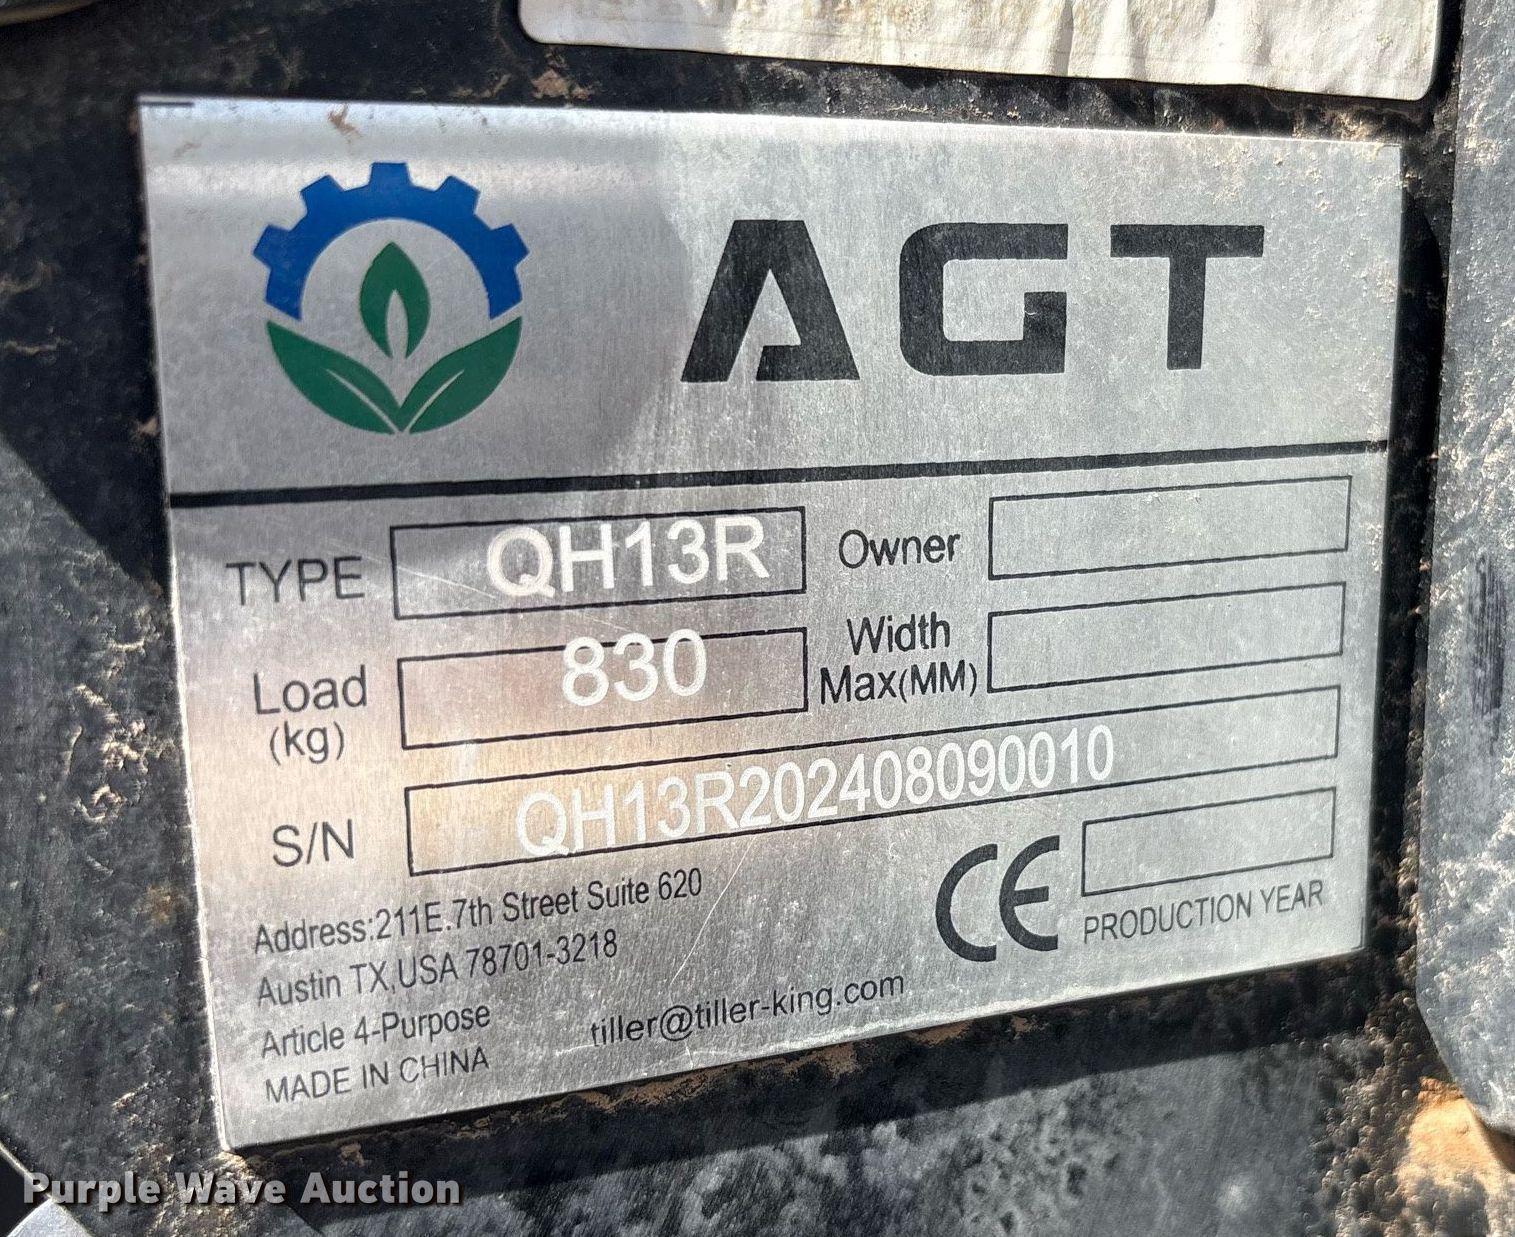 AGT
TYPE QH13R Owner
Load (kg) 830 Width Max(MM)
S/N QH13R202408090010
Address:211E.7th Street Suite 620
Austin TX,USA 78701-3218
Article 4-Purpose
MADE IN CHINA
tiller@tiller-king.com
CE
PRODUCTION YEAR
Purple Wave Auction